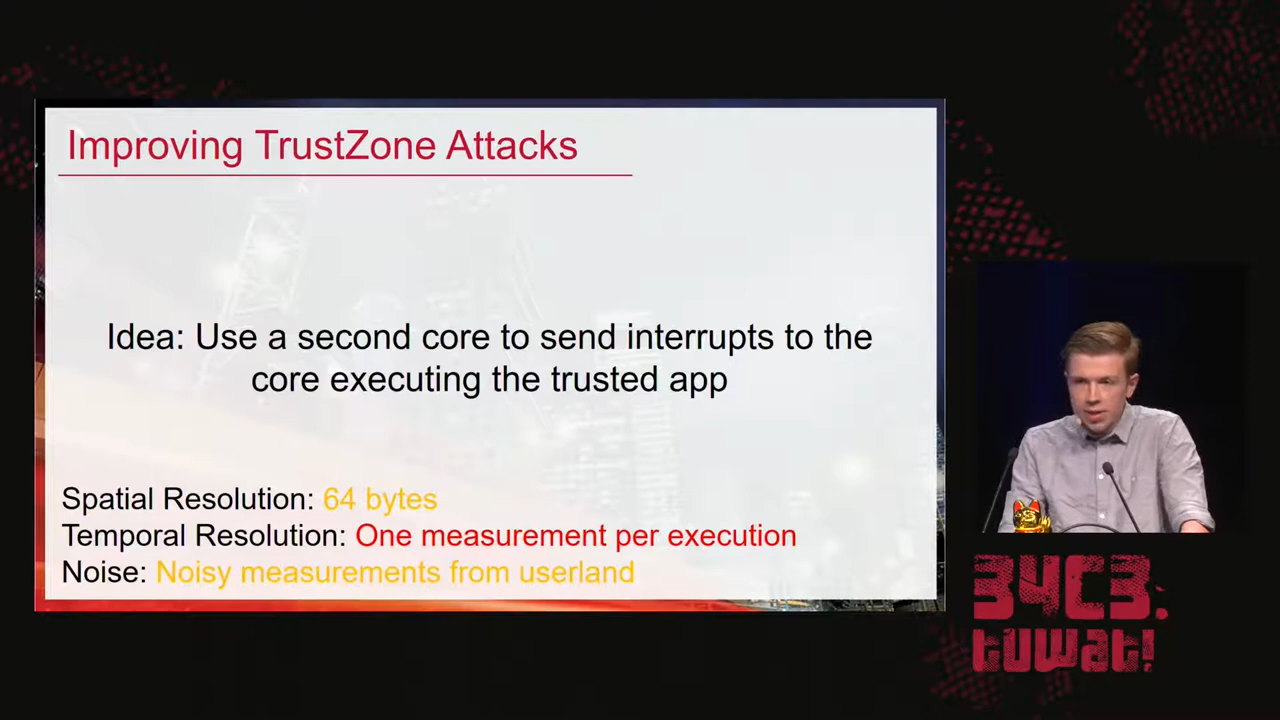 Improving TrustZone Attacks
Idea: Use a second core to send interrupts to the
core executing the trusted app
Spatial Resolution: 64 bytes
Temporal Resolution: One measurement per execution
Noise: Noisy measurements from userland
34C3.
tuwat!